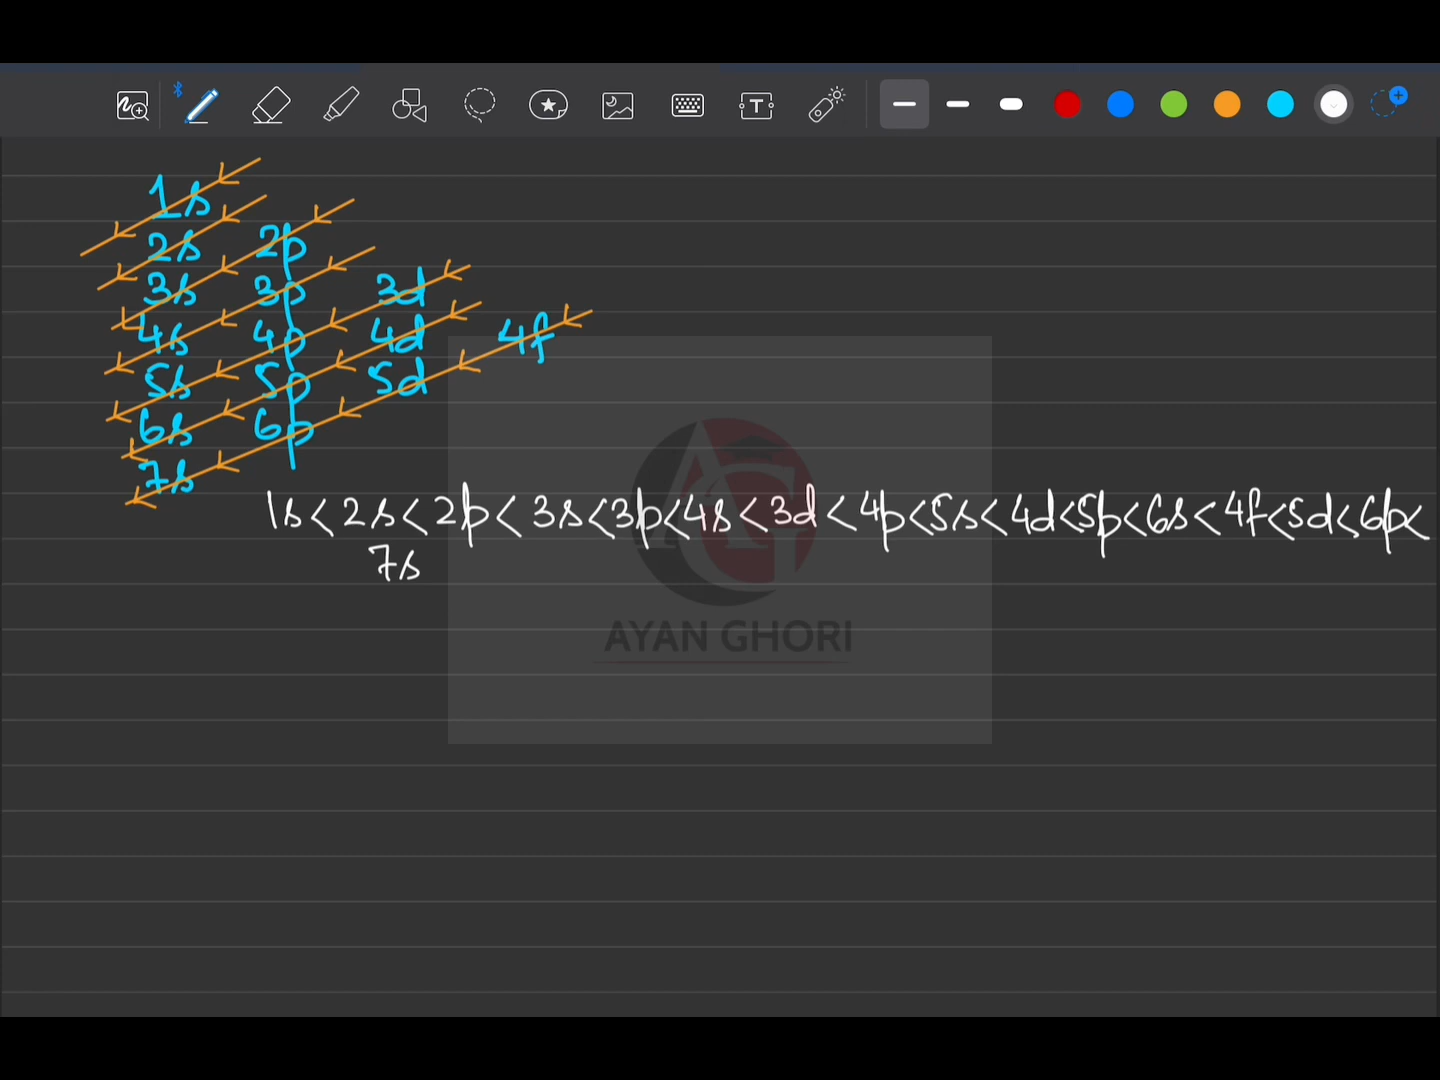 1s
2s 2p
3s 3p 3d
4s 4p 4d 4f
5s 5p 5d
6s 6p
7s
1s<2s<2p<3s<3p<4s<3d<4p<5s<4d<5p<6s<4f<5d<6p<
7s
AYAN GHORI